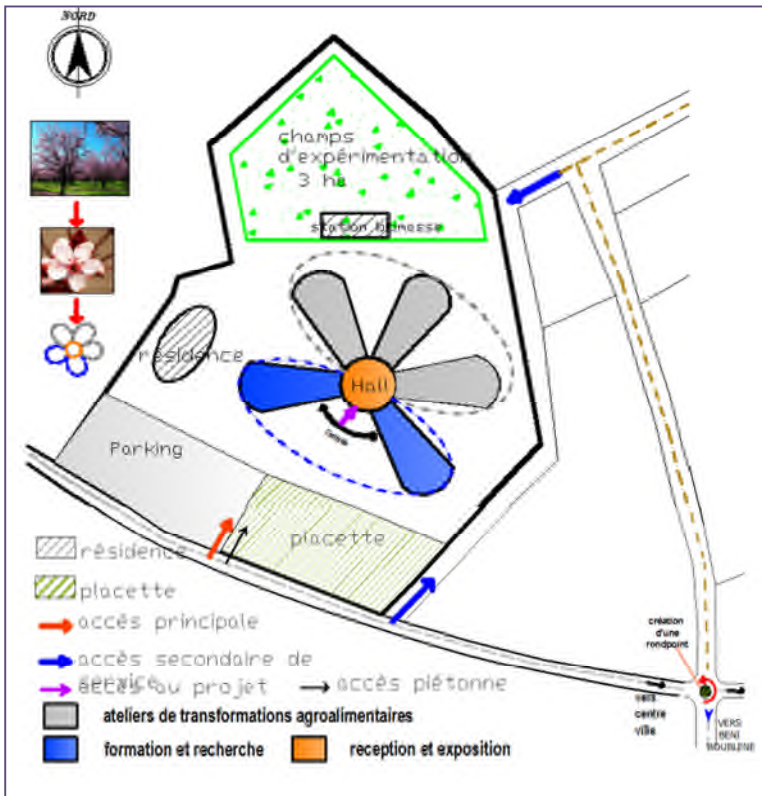 NORD
champs
d'expérimentation
3 he
station biomasse
résidence
Hall
Parking
placette
résidence
placette
accès principale
accès secondaire de
service
accès au projet
accès piétonne
ateliers de transformations agroalimentaires
formation et recherche
reception et exposition
création
d'une
rondpoint
vers
centre
ville
VERS
BENI